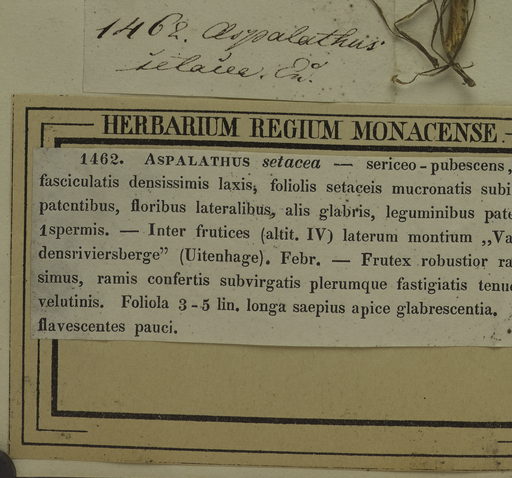 1462. Aspalathus
setacea. E.
HERBARIUM REGIUM MONACENSE.
1462. ASPALATHUS setacea — sericeo-pubescens,
fasciculatis densissimis laxis, foliolis setaceis mucronatis subi
patentibus, floribus lateralibus, alis glabris, leguminibus pate
1spermis. — Inter frutices (altit. IV) laterum montium „Va
densriviersberge” (Uitenhage). Febr. — Frutex robustior ra
simus, ramis confertis subvirgatis plerumque fastigiatis tenu
velutinis. Foliola 3-5 lin. longa saepius apice glabrescentia.
flavescentes pauci.